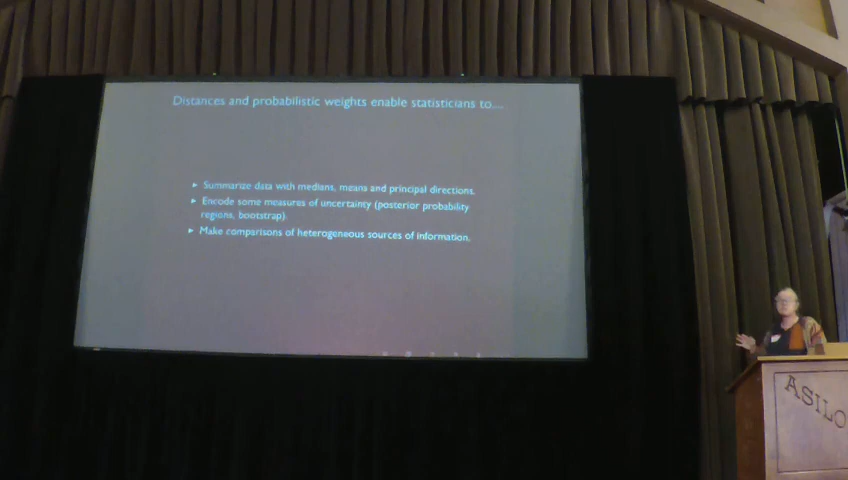 Distances and probabilistic weights enable statisticians to....
▸ Summarize data with medians, means and principal directions.
▸ Encode some measures of uncertainty (posterior probability
regions, bootstrap).
▸ Make comparisons of heterogeneous sources of information.
ASILO